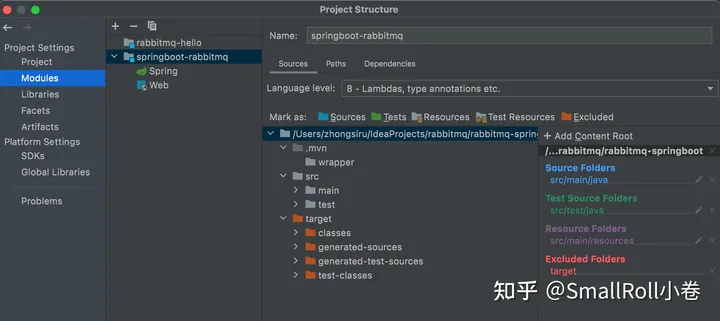 Project Structure
Project Settings
Project
Modules
Libraries
Facets
Artifacts
Platform Settings
SDKs
Global Libraries
Problems
rabbitmq-hello
springboot-rabbitmq
Spring
Web
Name: springboot-rabbitmq
Sources Paths Dependencies
Language level: 8 - Lambdas, type annotations etc.
Mark as: Sources Tests Resources Test Resources Excluded
/Users/zhongsiru/IdeaProjects/rabbitmq/rabbitmq-spring
.mvn
wrapper
src
main
test
target
classes
generated-sources
generated-test-sources
test-classes
+ Add Content Root
/...rabbitmq/rabbitmq-springboot
Source Folders
src/main/java
Test Source Folders
src/test/java
Resource Folders
src/main/resources
Excluded Folders
target
知乎 @SmallRoll小卷